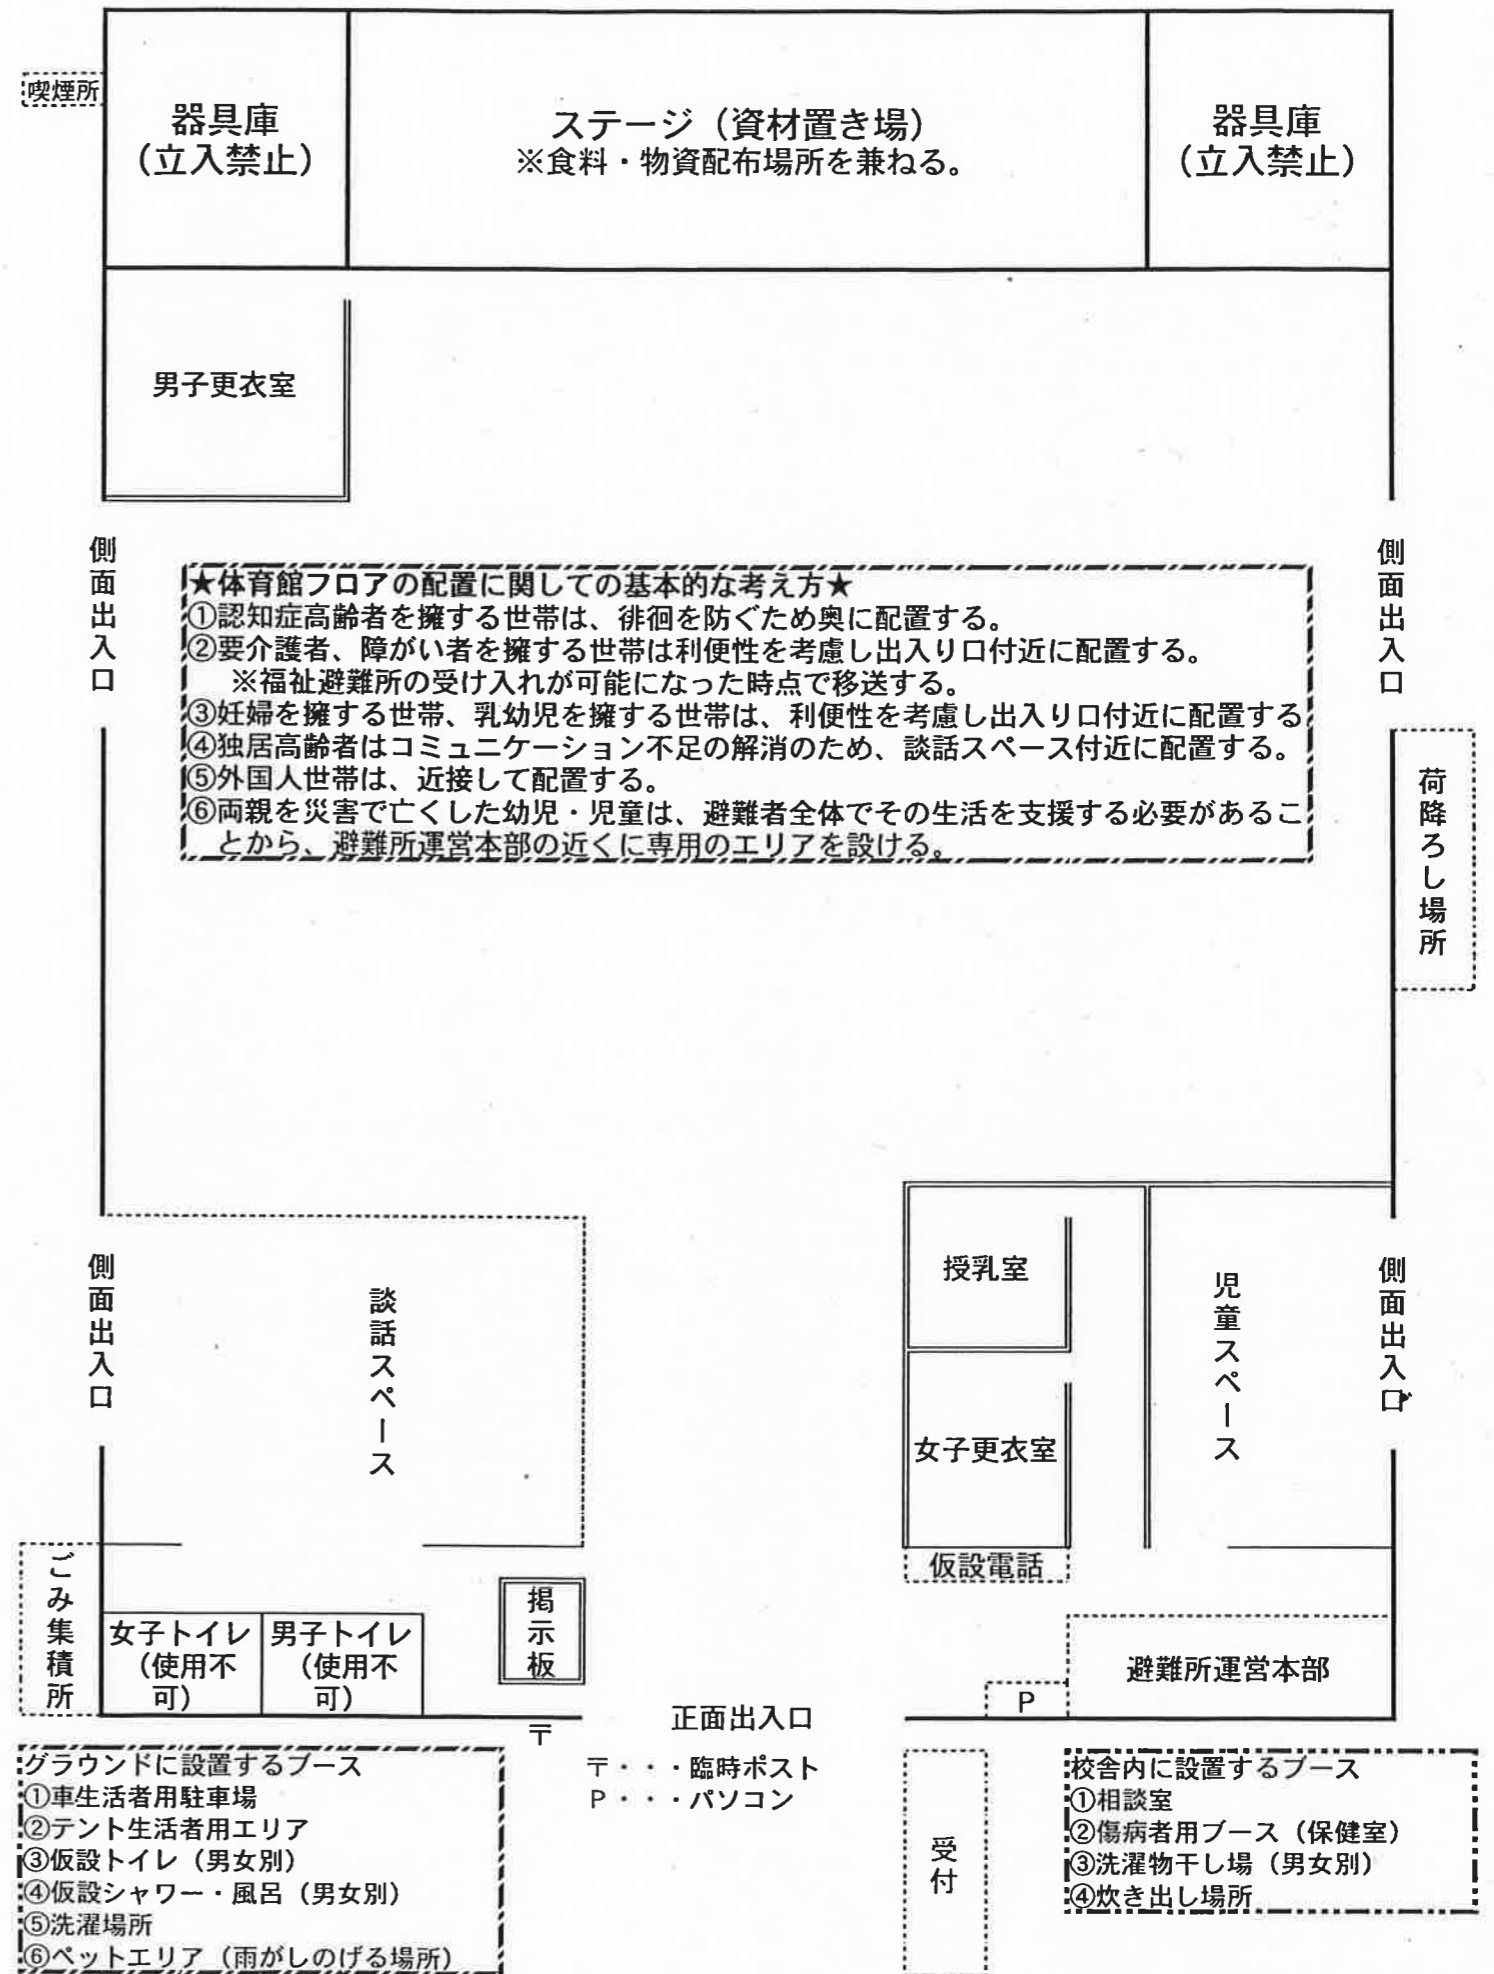 喫煙所
器具庫
（立入禁止）
ステージ（資材置き場）
※食料・物資配布場所を兼ねる。
器具庫
（立入禁止）
男子更衣室
側面出入口
側面出入口
★体育館フロアの配置に関しての基本的な考え方★
①認知症高齢者を擁する世帯は、徘徊を防ぐため奥に配置する。
②要介護者、障がい者を擁する世帯は利便性を考慮し出入り口付近に配置する。
※福祉避難所の受け入れが可能になった時点で移送する。
③妊婦を擁する世帯、乳幼児を擁する世帯は、利便性を考慮し出入り口付近に配置する
④独居高齢者はコミュニケーション不足の解消のため、談話スペース付近に配置する。
⑤外国人世帯は、近接して配置する。
⑥両親を災害で亡くした幼児・児童は、避難者全体でその生活を支援する必要があるこ
とから、避難所運営本部の近くに専用のエリアを設ける。
荷降ろし場所
側面出入口
談話スペース
授乳室
女子更衣室
児童スペース
側面出入口
仮設電話
ごみ集積所
女子トイレ
（使用不
可）
男子トイレ
（使用不
可）
掲示板
避難所運営本部
P
〒
正面出入口
〒・・・臨時ポスト
P・・・パソコン
グラウンドに設置するブース
①車生活者用駐車場
②テント生活者用エリア
③仮設トイレ（男女別）
④仮設シャワー・風呂（男女別）
⑤洗濯場所
⑥ペットエリア（雨がしのげる場所）
受付
校舎内に設置するブース
①相談室
②傷病者用ブース（保健室）
③洗濯物干し場（男女別）
④炊き出し場所